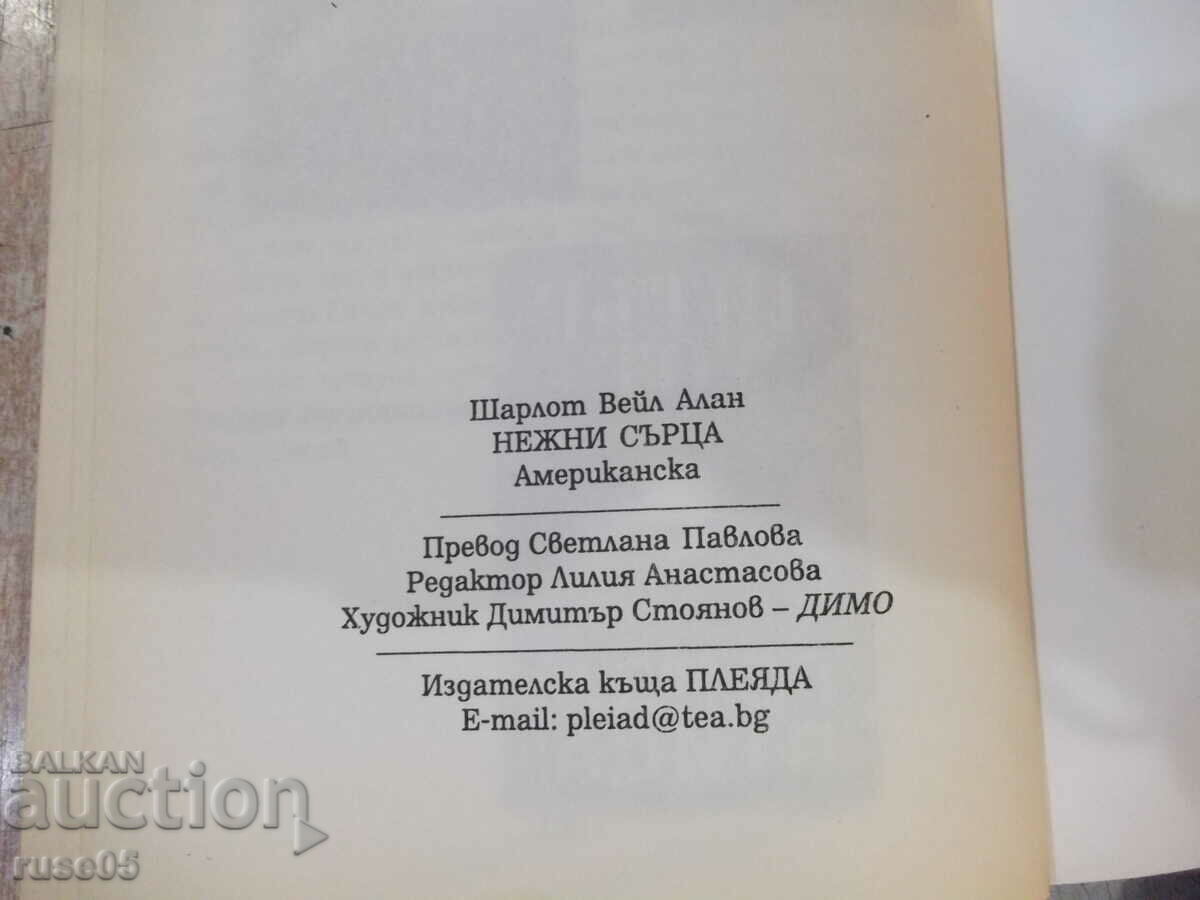 Шарлот Вейл Алан
НЕЖНИ СЪРЦА
Американска
Превод Светлана Павлова
Редактор Лилия Анастасова
Художник Димитър Стоянов – ДИМО
Издателска къща ПЛЕЯДА
E-mail: pleiad@tea.bg
BALKAN
auction
ruse05